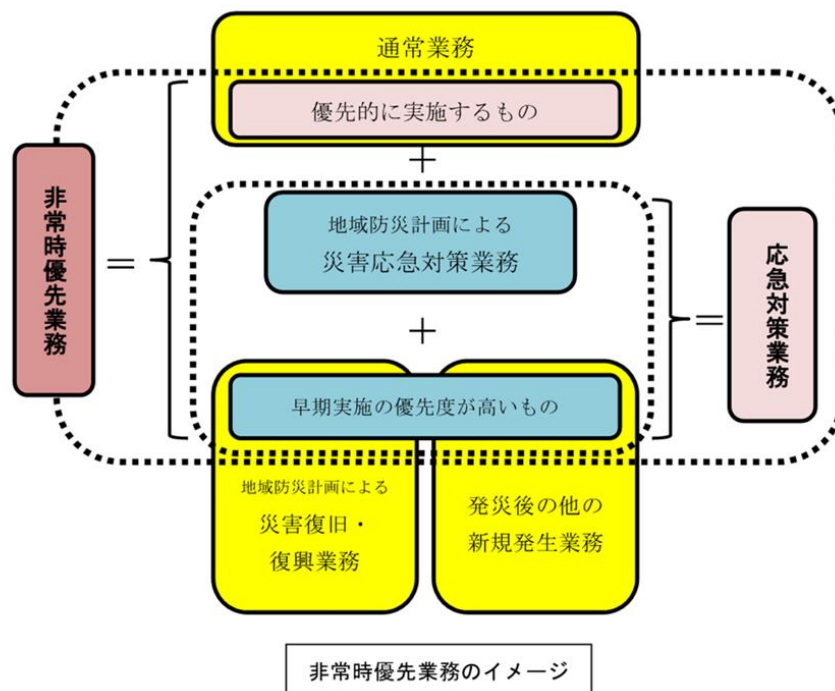 通常業務
優先的に実施するもの
+
非常時優先業務
=
地域防災計画による
災害応急対策業務
=
応急対策業務
+
早期実施の優先度が高いもの
地域防災計画による
災害復旧・
復興業務
発災後の他の
新規発生業務
非常時優先業務のイメージ